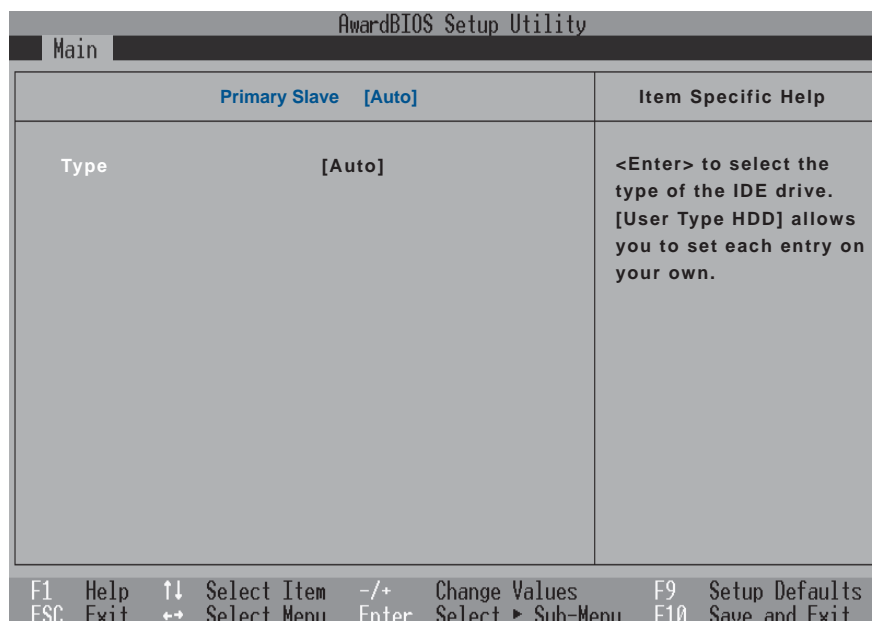 AwardBIOS Setup Utility
Main
Primary Slave [Auto]
Item Specific Help
Type [Auto]
<Enter> to select the
type of the IDE drive.
[User Type HDD] allows
you to set each entry on
your own.
F1 Help ↑↓ Select Item -/+ Change Values F9 Setup Defaults
ESC Exit ←→ Select Menu Enter Select ► Sub-Menu F10 Save and Exit